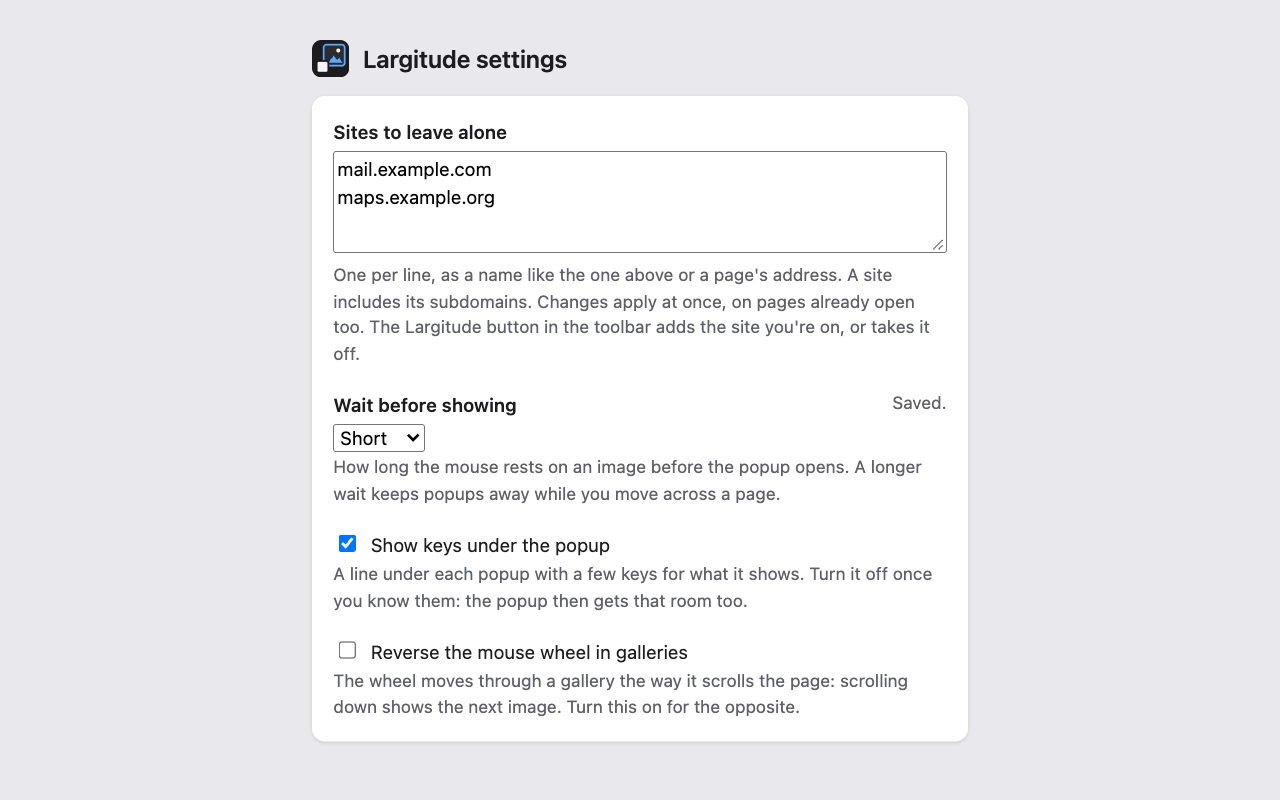 Largitude settings
Sites to leave alone
mail.example.com
maps.example.org
One per line, as a name like the one above or a page's address. A site
includes its subdomains. Changes apply at once, on pages already open
too. The Largitude button in the toolbar adds the site you're on, or takes it
off.
Wait before showing
Saved.
Short
How long the mouse rests on an image before the popup opens. A longer
wait keeps popups away while you move across a page.
Show keys under the popup
A line under each popup with a few keys for what it shows. Turn it off once
you know them: the popup then gets that room too.
Reverse the mouse wheel in galleries
The wheel moves through a gallery the way it scrolls the page: scrolling
down shows the next image. Turn this on for the opposite.